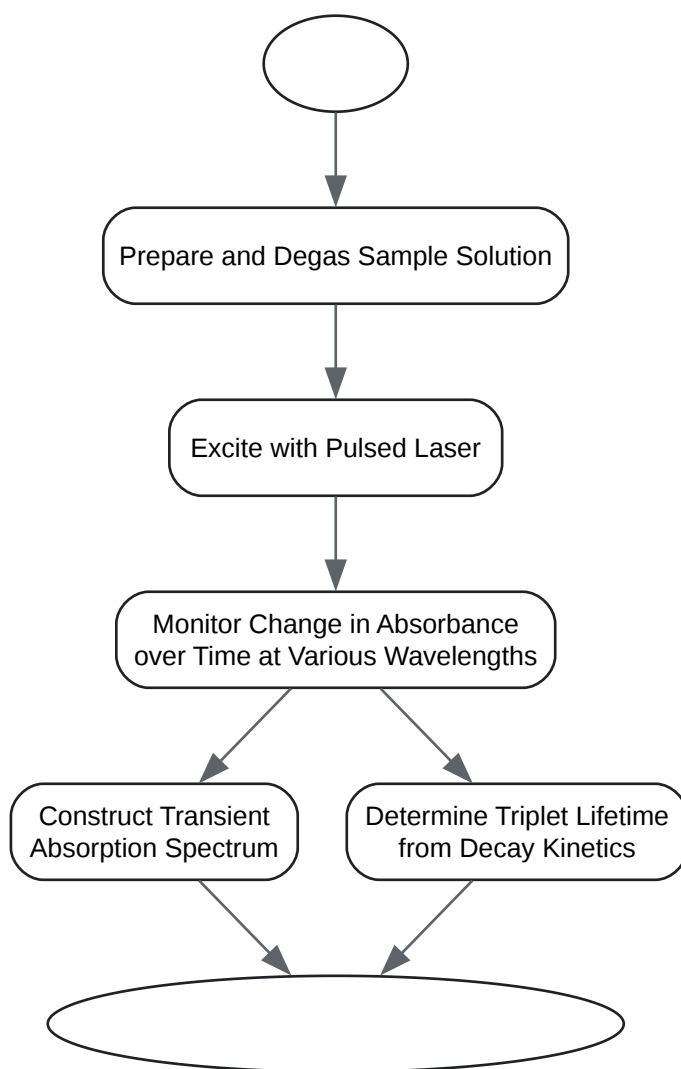 Prepare and Degas Sample Solution
Excite with Pulsed Laser
Monitor Change in Absorbance
over Time at Various Wavelengths
Construct Transient
Absorption Spectrum
Determine Triplet Lifetime
from Decay Kinetics